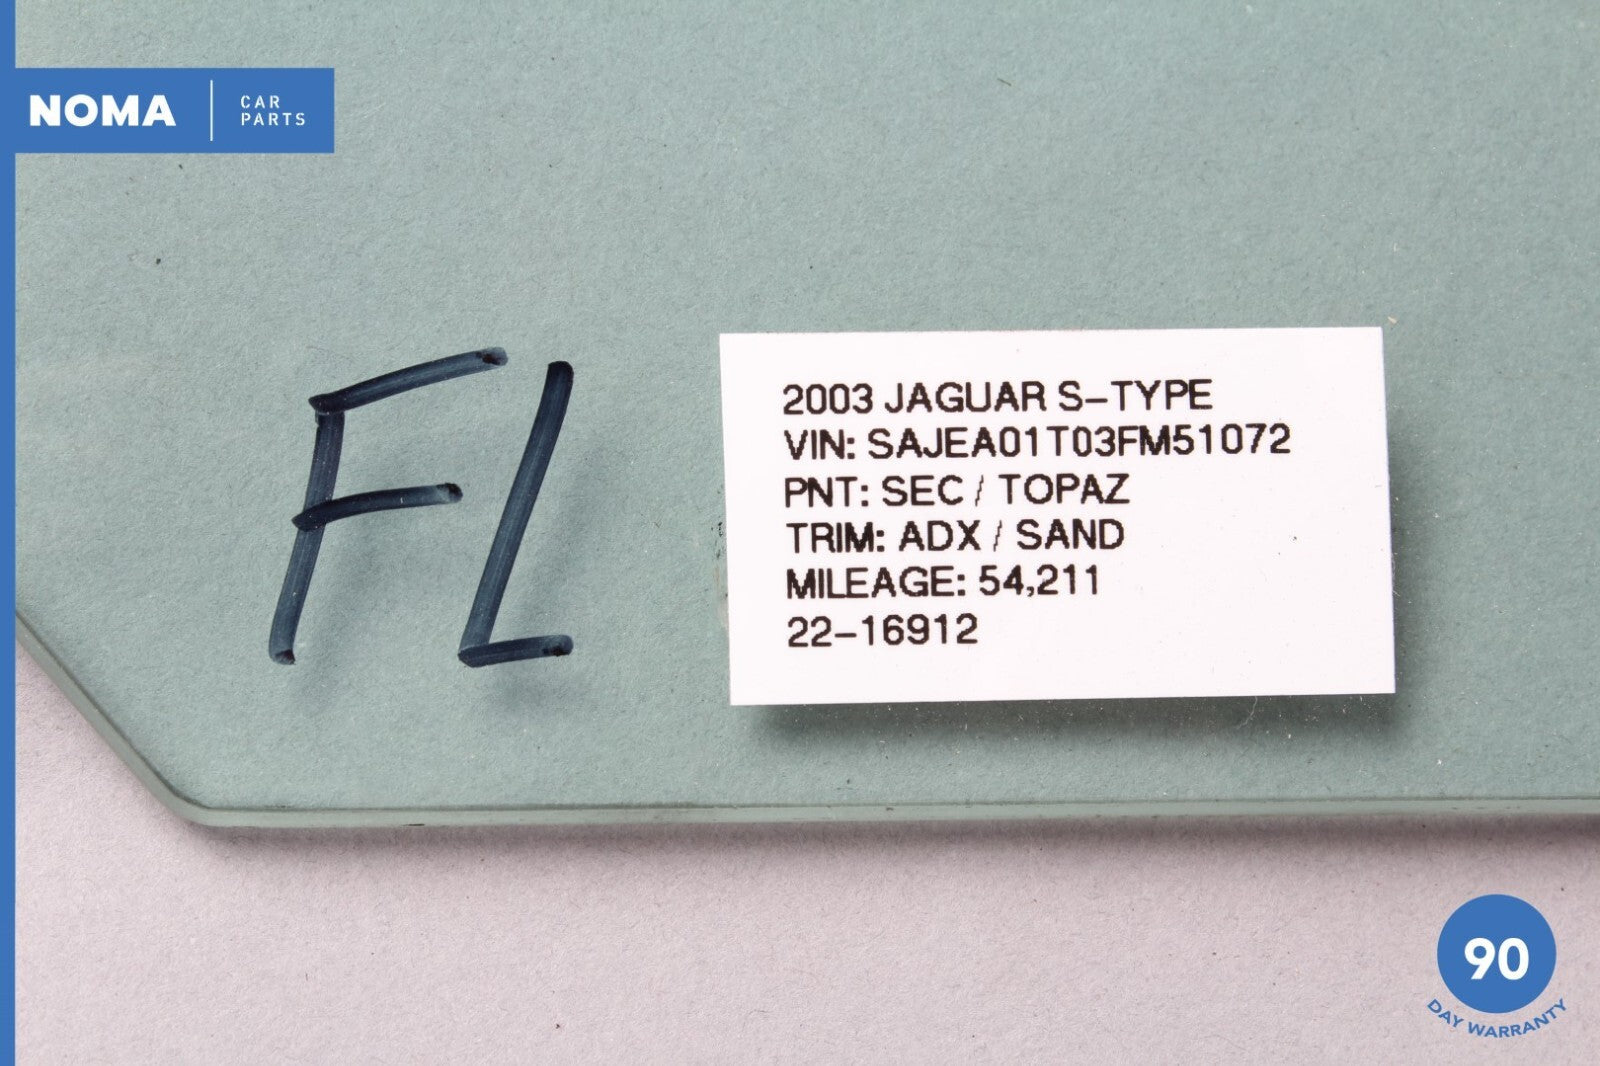 NOMA
CAR
PARTS
FL
2003 JAGUAR S-TYPE
VIN: SAJEA01T03FM51072
PNT: SEC / TOPAZ
TRIM: ADX / SAND
MILEAGE: 54,211
22-16912
90
DAY WARRANTY